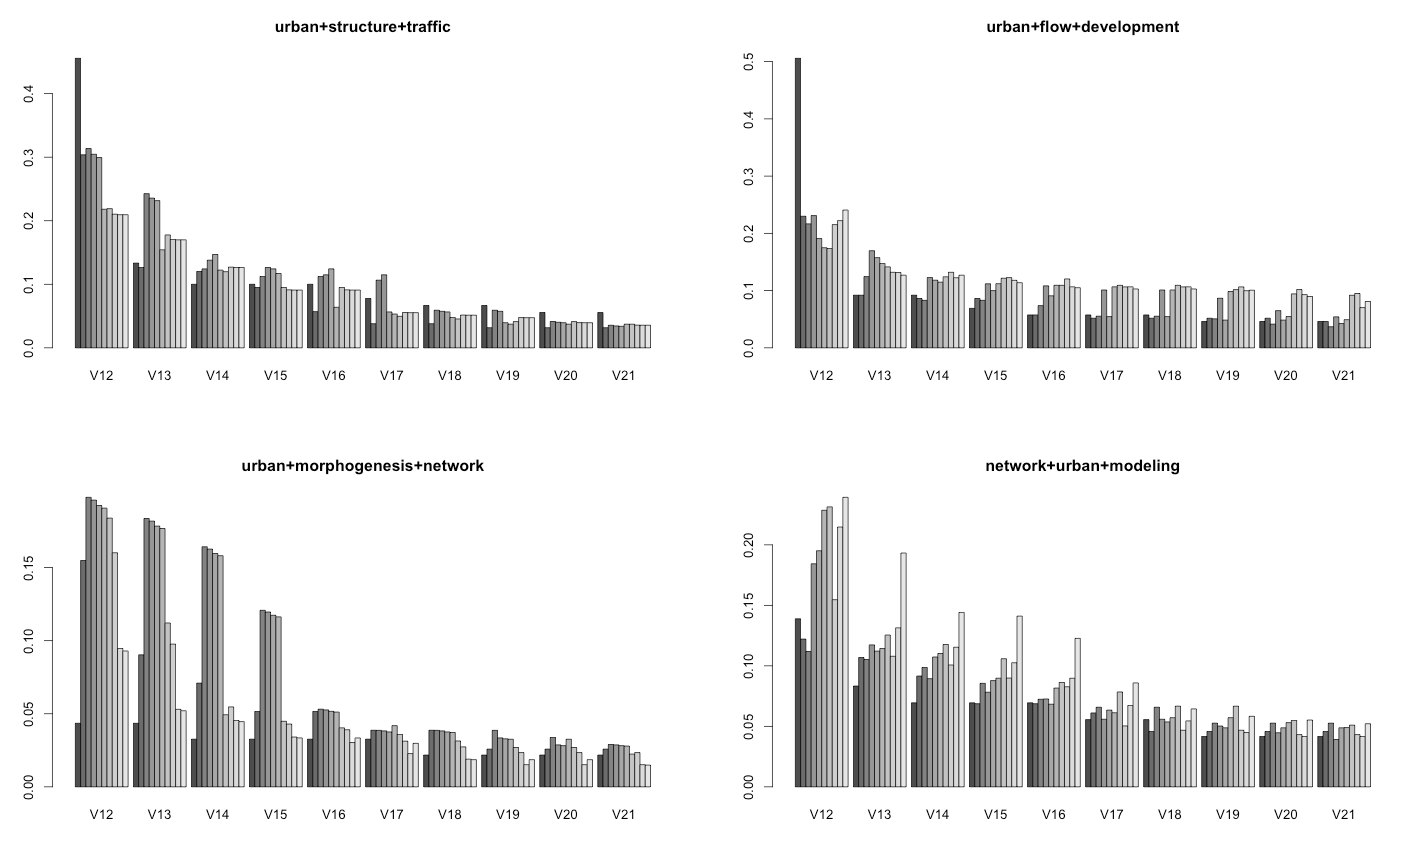 urban+structure+traffic
0.0 0.1 0.2 0.3 0.4
V12 V13 V14 V15 V16 V17 V18 V19 V20 V21
urban+flow+development
0.0 0.1 0.2 0.3 0.4 0.5
V12 V13 V14 V15 V16 V17 V18 V19 V20 V21
urban+morphogenesis+network
0.00 0.05 0.10 0.15
V12 V13 V14 V15 V16 V17 V18 V19 V20 V21
network+urban+modeling
0.00 0.05 0.10 0.15 0.20
V12 V13 V14 V15 V16 V17 V18 V19 V20 V21